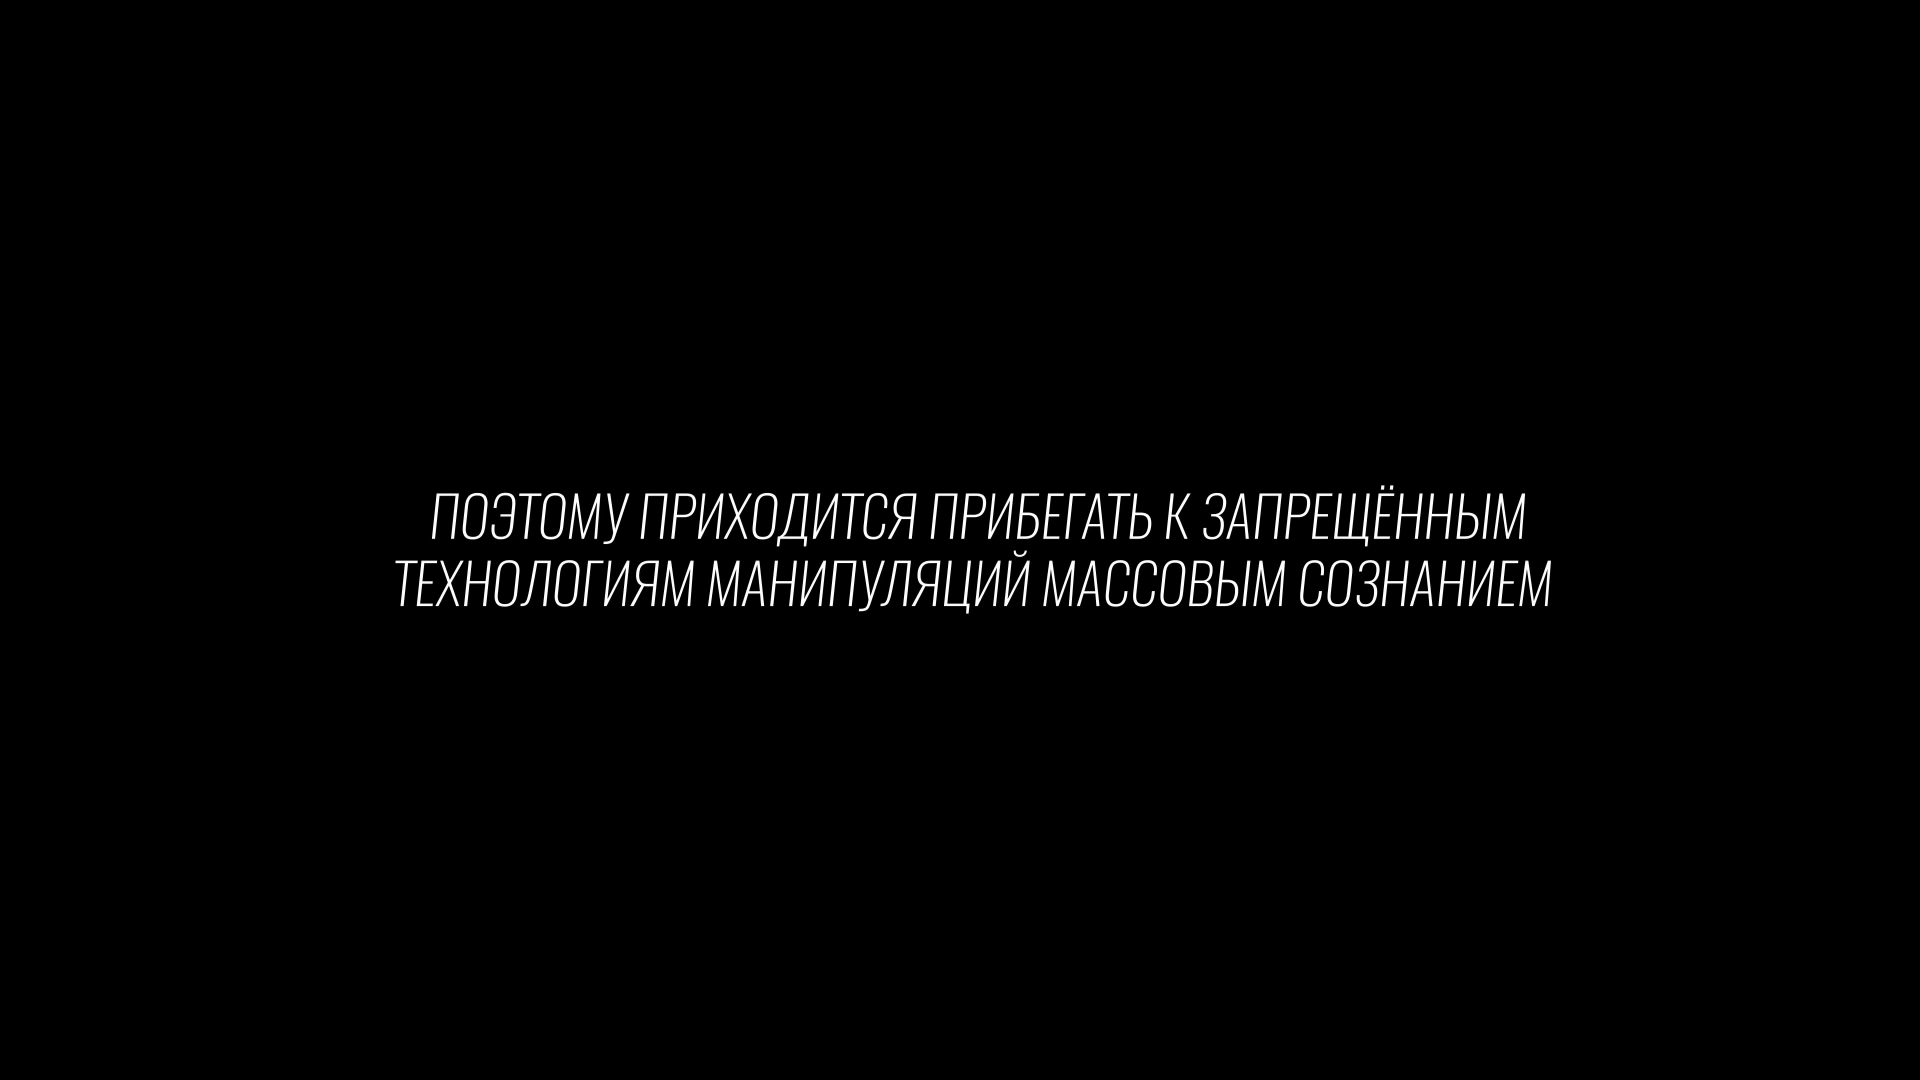 ПОЭТОМУ ПРИХОДИТСЯ ПРИБЕГАТЬ К ЗАПРЕЩЁННЫМ
ТЕХНОЛОГИЯМ МАНИПУЛЯЦИЙ МАССОВЫМ СОЗНАНИЕМ